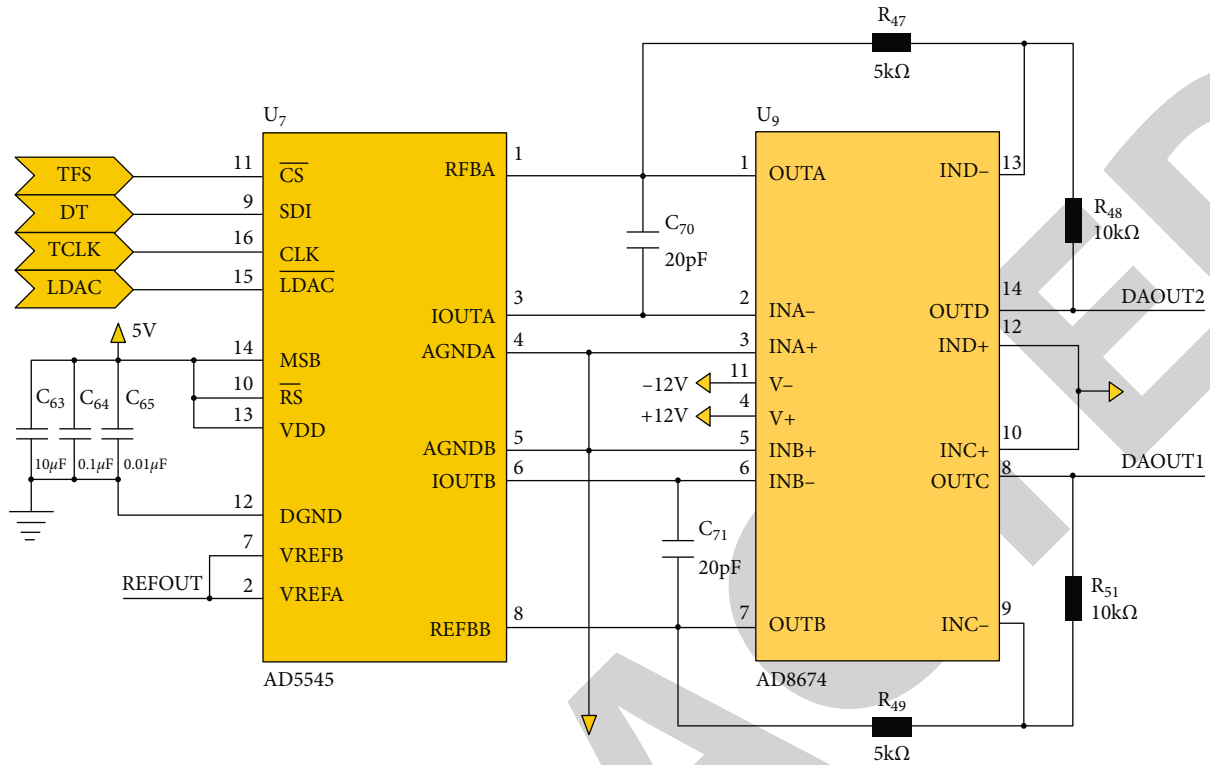 R47
5kΩ
U7
U9
TFS
DT
TCLK
LDAC
11
9
16
15
CS
SDI
CLK
LDAC
RFBA
1
1
OUTA
IND–
13
C70
20pF
R48
10kΩ
IOUTA
3
2
INA–
OUTD
14
DAOUT2
AGNDA
4
3
INA+
IND+
12
5V
14
10
13
MSB
RS
VDD
C63
C64
C65
10μF
0.1μF
0.01μF
–12V
11
V–
+12V
4
V+
AGNDB
5
5
INB+
INC+
10
IOUTB
6
6
INB–
OUTC
8
DAOUT1
12
DGND
7
VREFB
REFOUT
2
VREFA
C71
20pF
R51
10kΩ
REFBB
8
7
OUTB
INC–
9
AD5545
AD8674
R49
5kΩ